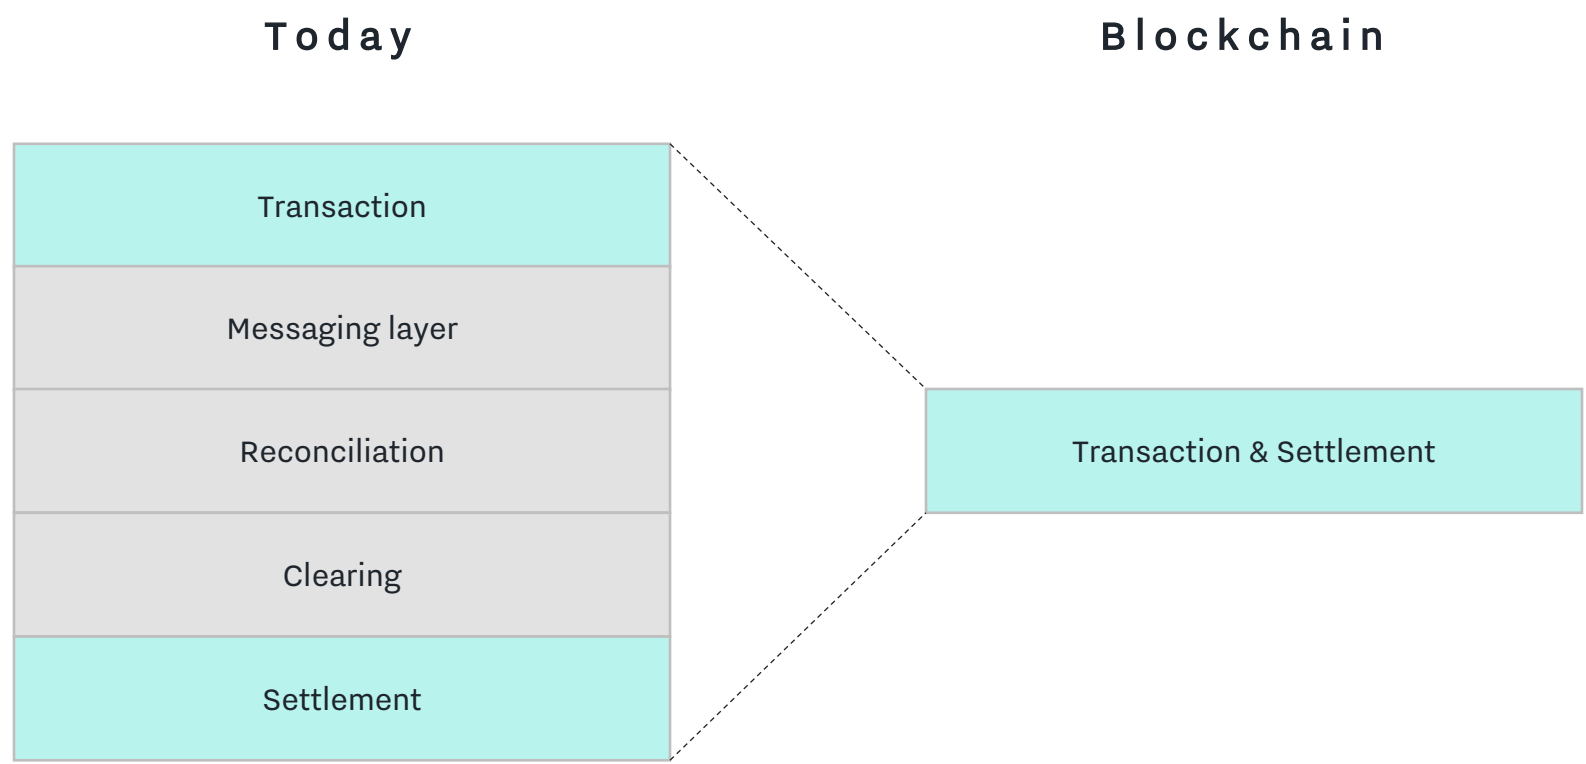 Today
Blockchain
Transaction
Messaging layer
Reconciliation
Clearing
Settlement
Transaction & Settlement